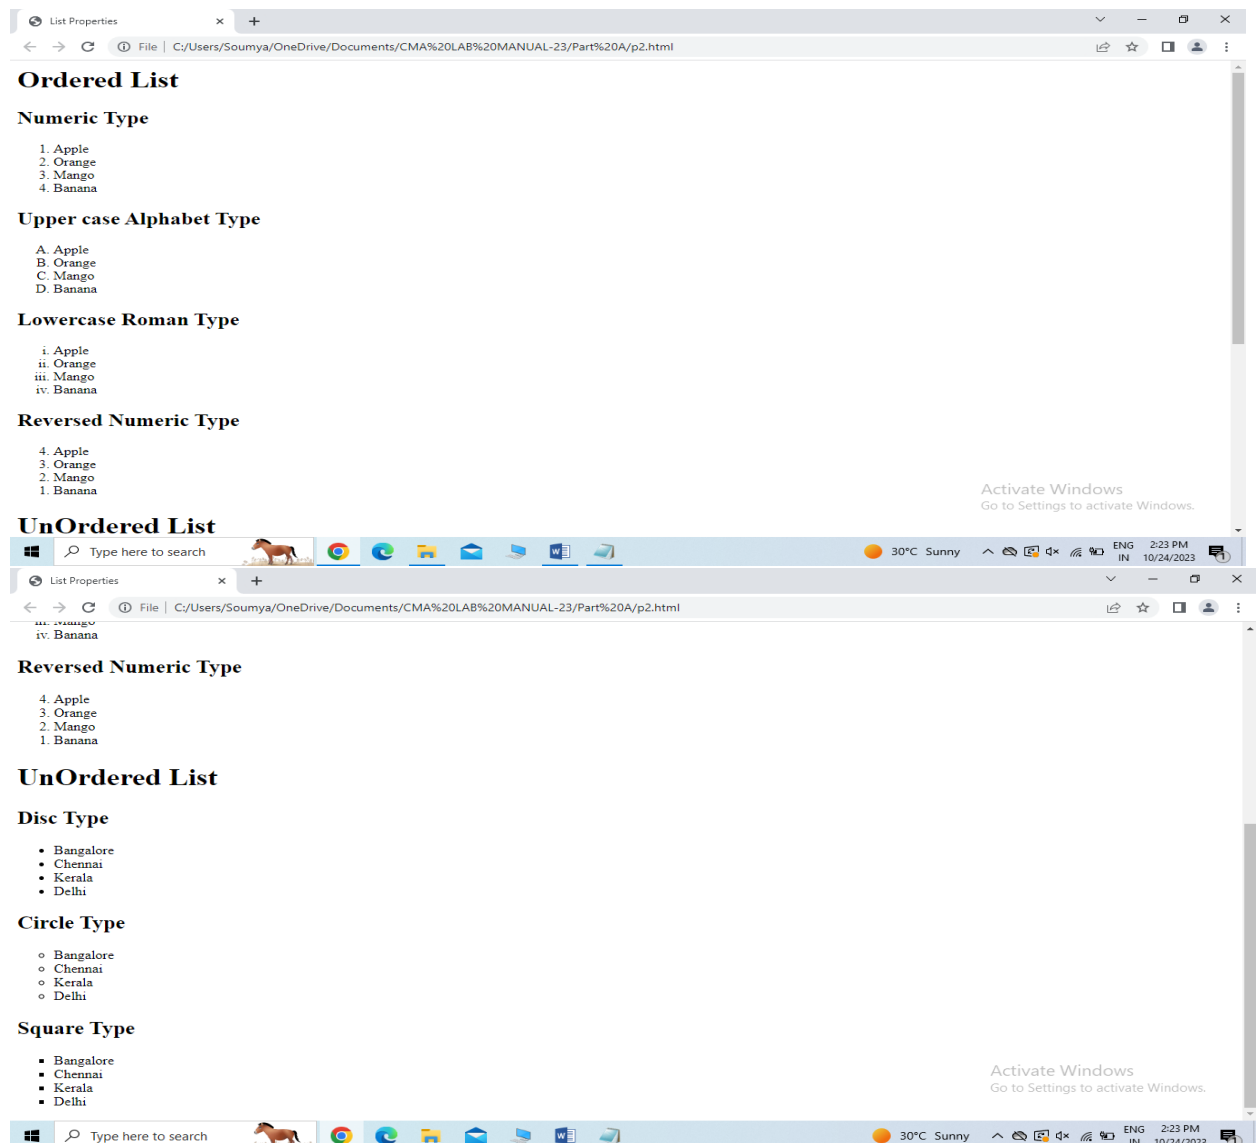 List Properties
File | C:/Users/Soumya/OneDrive/Documents/CMA%20LAB%20MANUAL-23/Part%20A/p2.html
Ordered List
Numeric Type
1. Apple
2. Orange
3. Mango
4. Banana
Upper case Alphabet Type
A. Apple
B. Orange
C. Mango
D. Banana
Lowercase Roman Type
i. Apple
ii. Orange
iii. Mango
iv. Banana
Reversed Numeric Type
4. Apple
3. Orange
2. Mango
1. Banana
Activate Windows
Go to Settings to activate Windows.
UnOrdered List
Type here to search
30°C Sunny
ENG
IN
2:23 PM
10/24/2023
List Properties
File | C:/Users/Soumya/OneDrive/Documents/CMA%20LAB%20MANUAL-23/Part%20A/p2.html
iii. Mango
iv. Banana
Reversed Numeric Type
4. Apple
3. Orange
2. Mango
1. Banana
UnOrdered List
Disc Type
• Bangalore
• Chennai
• Kerala
• Delhi
Circle Type
○ Bangalore
○ Chennai
○ Kerala
○ Delhi
Square Type
▪ Bangalore
▪ Chennai
▪ Kerala
▪ Delhi
Activate Windows
Go to Settings to activate Windows.
Type here to search
30°C Sunny
ENG
IN
2:23 PM
10/24/2023